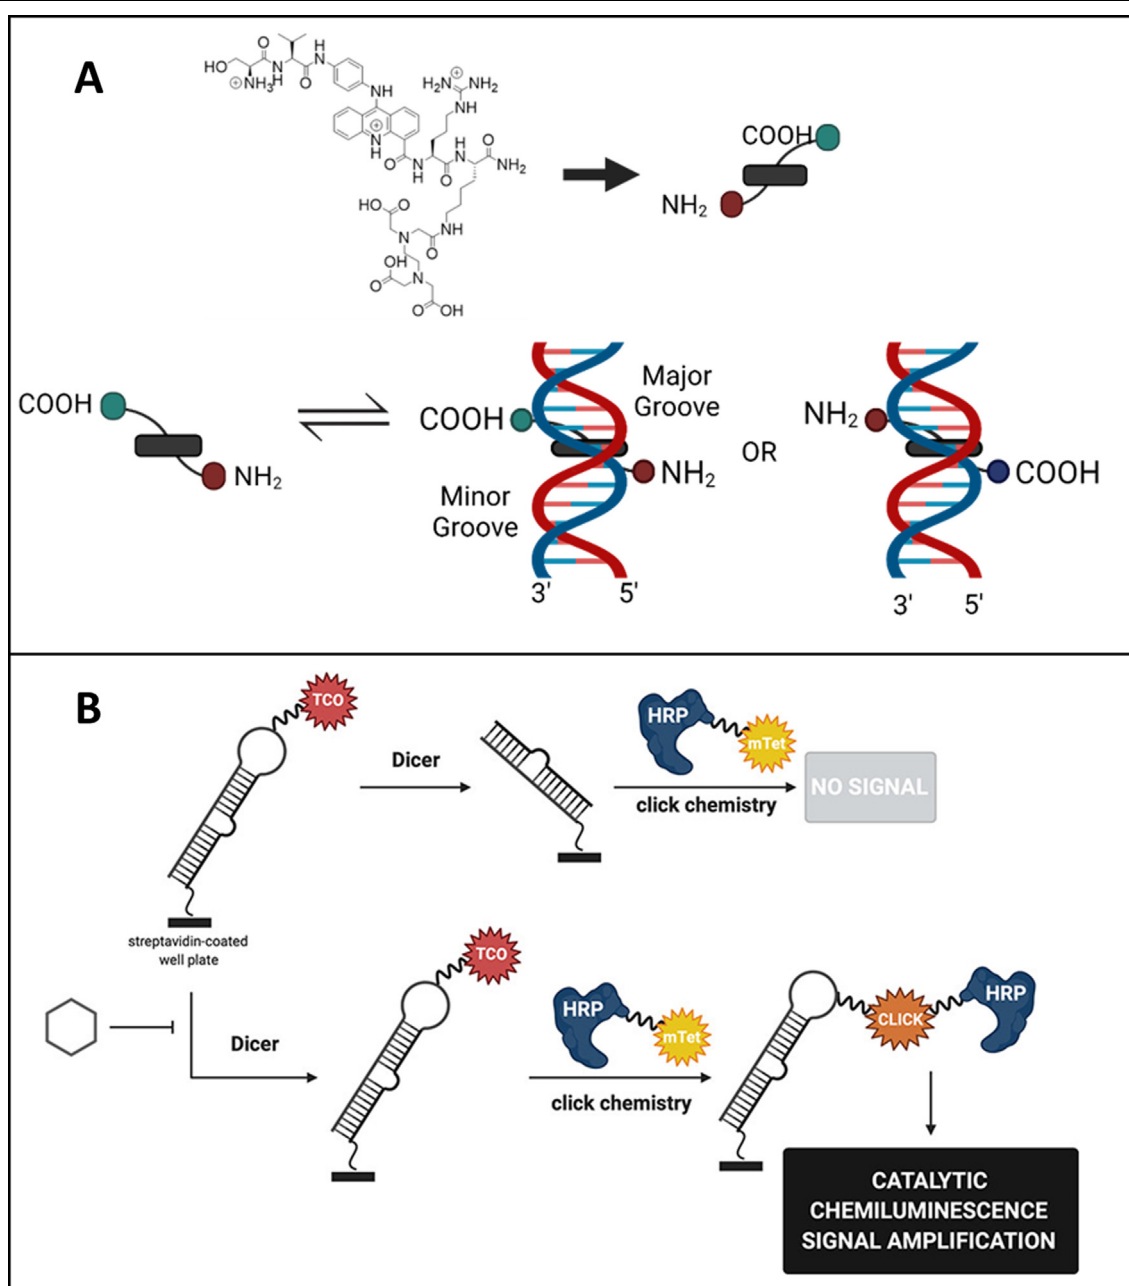 A
HO
O
NH3
⊕
N
H
O
H
N
NH
⊕
N
H
H2N
⊕
NH2
NH
O
N
H
O
H
N
O
NH2
HO
O
N
O
NH
OH
O
N
O
OH
COOH
NH2
COOH
NH2
COOH
Major
Groove
NH2
Minor
Groove
3'
5'
OR
NH2
COOH
3'
5'
B
TCO
Dicer
HRP
mTet
click chemistry
NO SIGNAL
streptavidin-coated
well plate
Dicer
TCO
HRP
mTet
click chemistry
CLICK
HRP
CATALYTIC
CHEMILUMINESCENCE
SIGNAL AMPLIFICATION